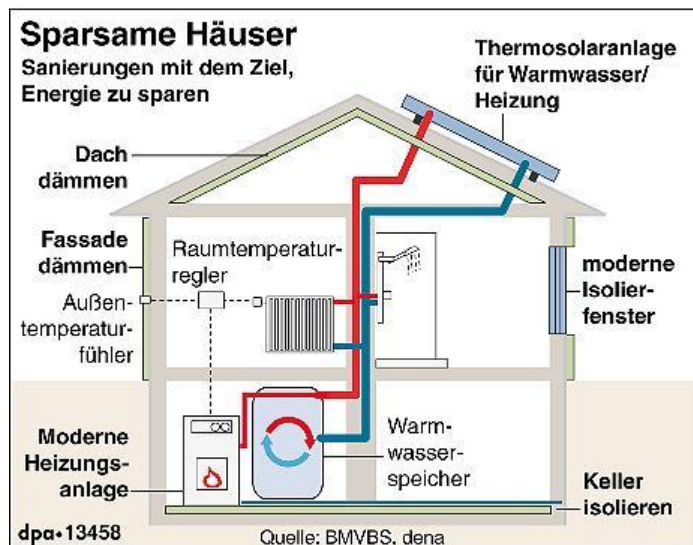 Sparsame Häuser
Sanierungen mit dem Ziel,
Energie zu sparen
Thermosolaranlage
für Warmwasser/
Heizung
Dach
dämmen
Fassade
dämmen
Raumtemperatur-
regler
Außen-
temperatur-
fühler
moderne
Isolier-
fenster
Moderne
Heizungs-
anlage
Warm-
wasser-
speicher
Keller
isolieren
dpa•13458
Quelle: BMVBS, dena